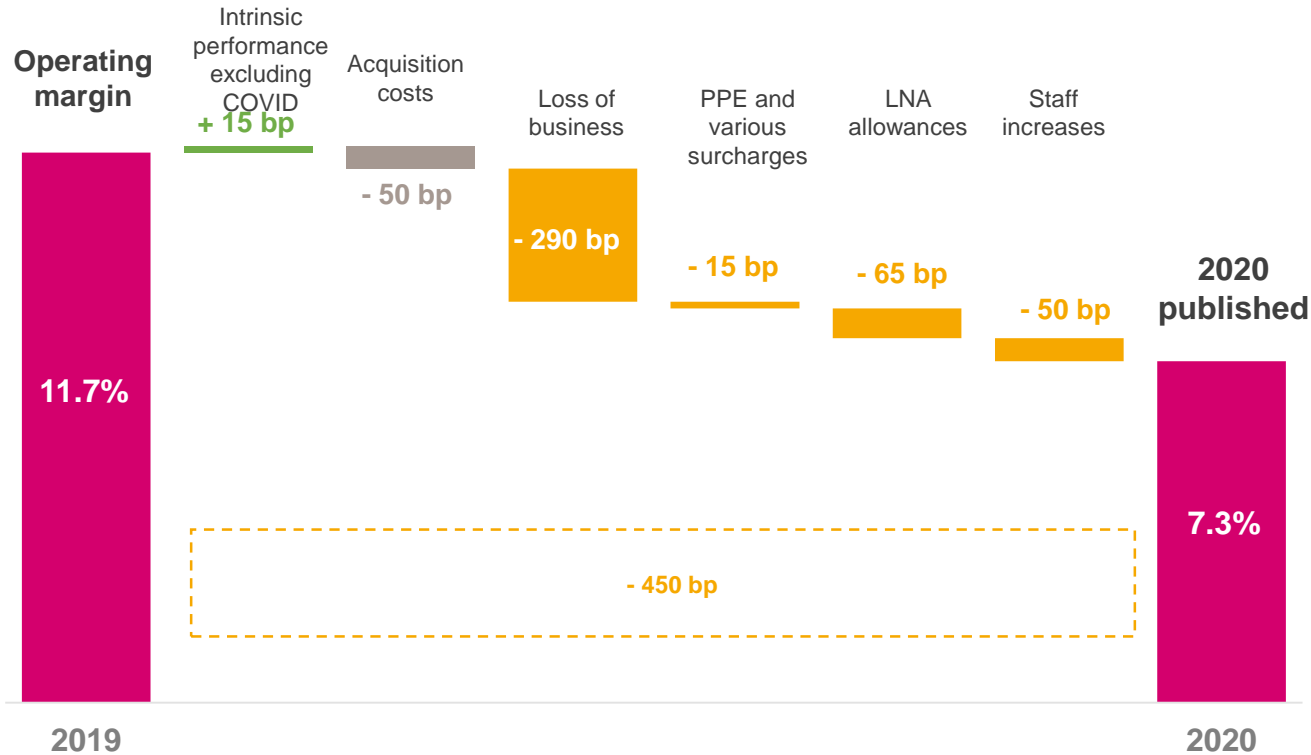 Operating
margin
Intrinsic
performance
excluding
COVID
+ 15 bp
Acquisition
costs
- 50 bp
Loss of
business
- 290 bp
PPE and
various
surcharges
- 15 bp
LNA
allowances
- 65 bp
Staff
increases
- 50 bp
2020
published
11.7%
7.3%
- 450 bp
2019
2020